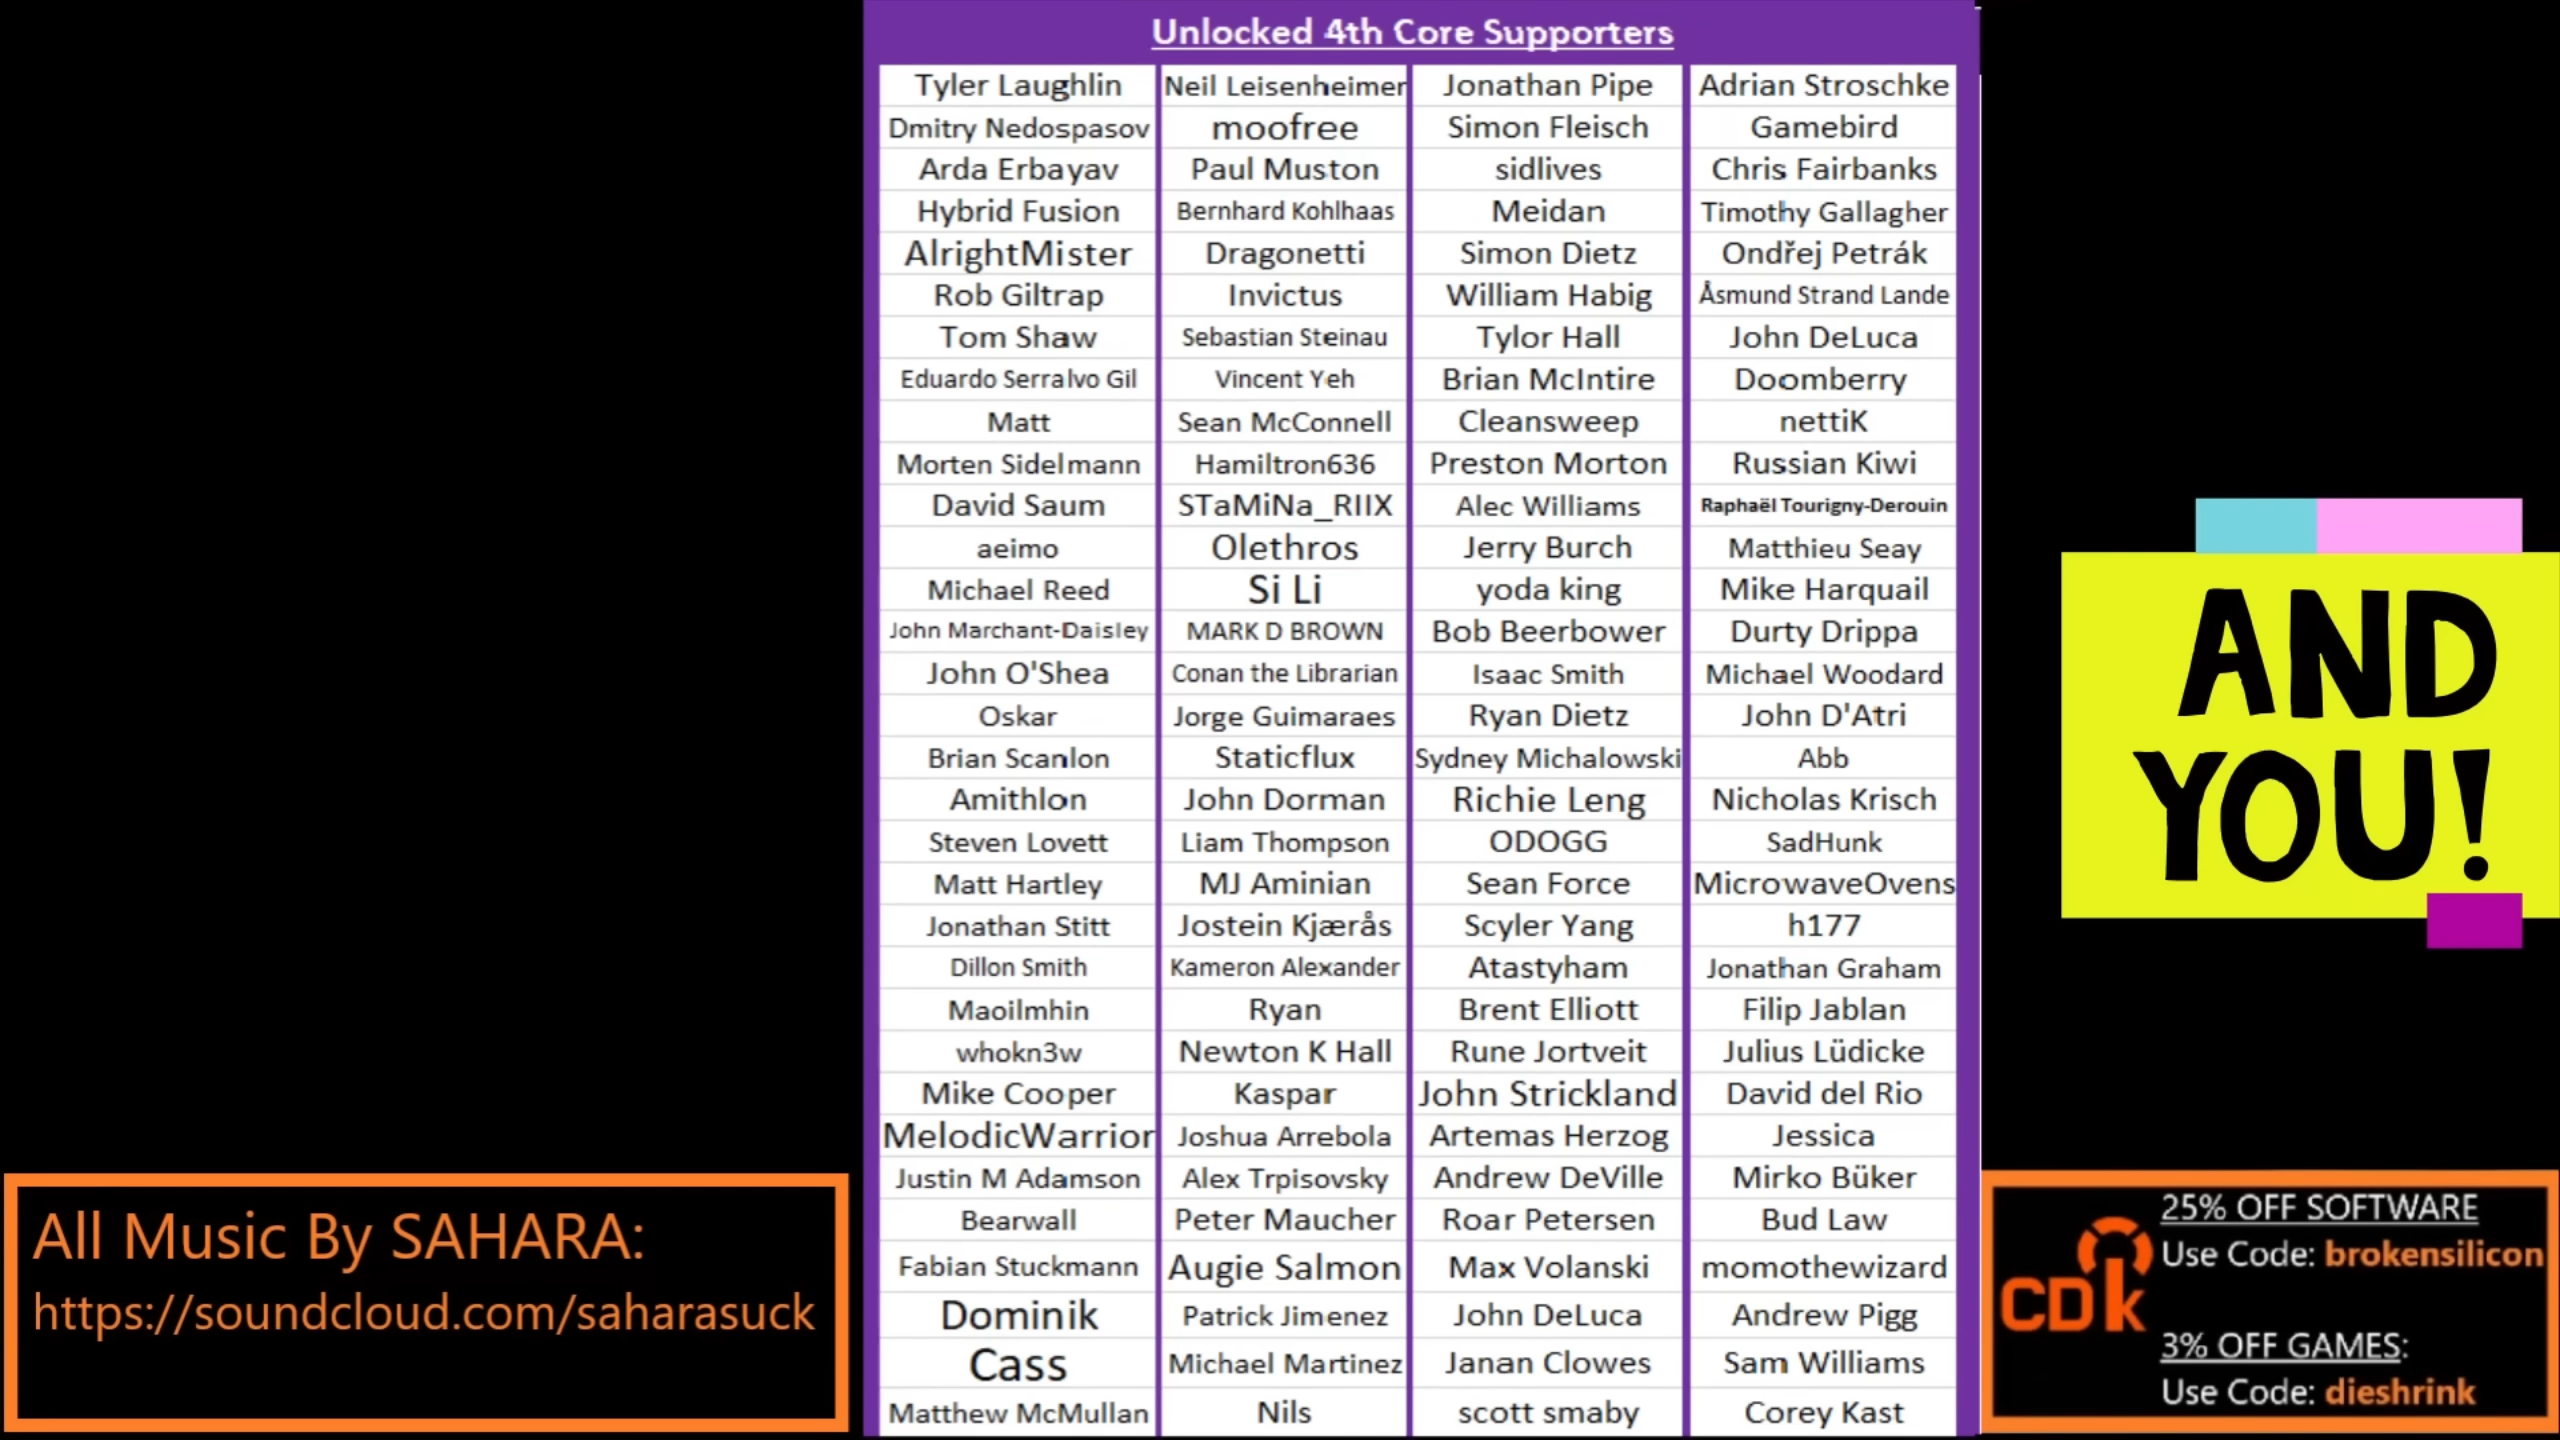 Unlocked 4th Core Supporters
Tyler Laughlin Neil Leisenheimer Jonathan Pipe Adrian Stroschke
Dmitry Nedospasov moofree Simon Fleisch Gamebird
Arda Erbayav Paul Muston sidlives Chris Fairbanks
Hybrid Fusion Bernhard Kohlhaas Meidan Timothy Gallagher
AlrightMister Dragonetti Simon Dietz Ondřej Petrák
Rob Giltrap Invictus William Habig Åsmund Strand Lande
Tom Shaw Sebastian Steinau Tylor Hall John DeLuca
Eduardo Serralvo Gil Vincent Yeh Brian McIntire Doomberry
Matt Sean McConnell Cleansweep nettiK
Morten Sidelmann Hamiltron636 Preston Morton Russian Kiwi
David Saum STaMiNa_RIIX Alec Williams Raphaël Tourigny-Derouin
aeimo Olethros Jerry Burch Matthieu Seay
Michael Reed Si Li yoda king Mike Harquail
John Marchant-Daisley MARK D BROWN Bob Beerbower Durty Drippa
John O'Shea Conan the Librarian Isaac Smith Michael Woodard
Oskar Jorge Guimaraes Ryan Dietz John D'Atri
Brian Scanlon Staticflux Sydney Michalowski Abb
Amithlon John Dorman Richie Leng Nicholas Krisch
Steven Lovett Liam Thompson ODOGG SadHunk
Matt Hartley MJ Aminian Sean Force MicrowaveOvens
Jonathan Stitt Jostein Kjærås Scyler Yang h177
Dillon Smith Kameron Alexander Atastyham Jonathan Graham
Maoilmhin Ryan Brent Elliott Filip Jablan
whokn3w Newton K Hall Rune Jortveit Julius Lüdicke
Mike Cooper Kaspar John Strickland David del Rio
MelodicWarrior Joshua Arrebola Artemas Herzog Jessica
Justin M Adamson Alex Trpisovsky Andrew DeVille Mirko Büker
Bearwall Peter Maucher Roar Petersen Bud Law
Fabian Stuckmann Augie Salmon Max Volanski momothewizard
Dominik Patrick Jimenez John DeLuca Andrew Pigg
Cass Michael Martinez Janan Clowes Sam Williams
Matthew McMullan Nils scott smaby Corey Kast
AND
YOU!
All Music By SAHARA:
https://soundcloud.com/saharasuck
CDk
25% OFF SOFTWARE
Use Code: brokensilicon
3% OFF GAMES:
Use Code: dieshrink